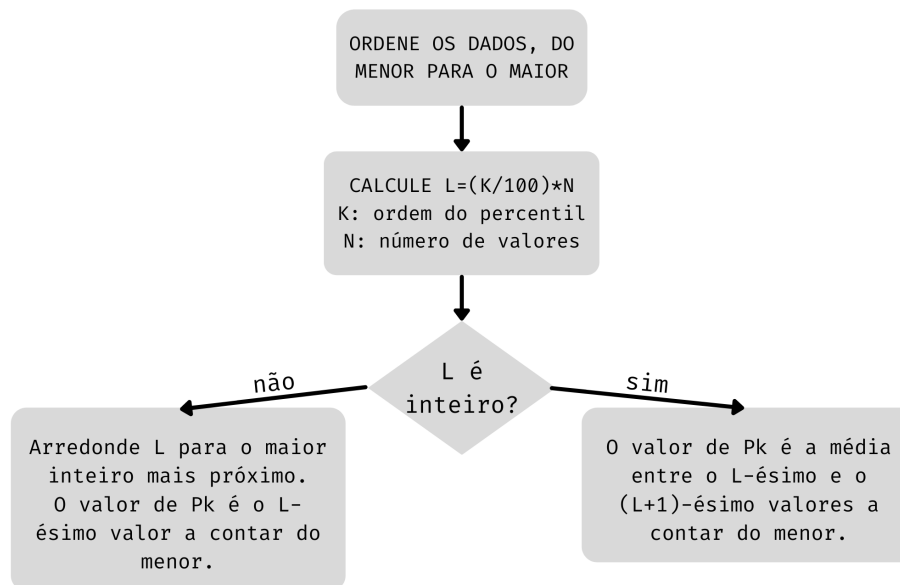 ORDENE OS DADOS, DO
MENOR PARA O MAIOR
CALCULE L=(K/100)*N
K: ordem do percentil
N: número de valores
L é
inteiro?
não
sim
Arredonde L para o maior
inteiro mais próximo.
O valor de Pk é o L-
ésimo valor a contar do
menor.
O valor de Pk é a média
entre o L-ésimo e o
(L+1)-ésimo valores a
contar do menor.